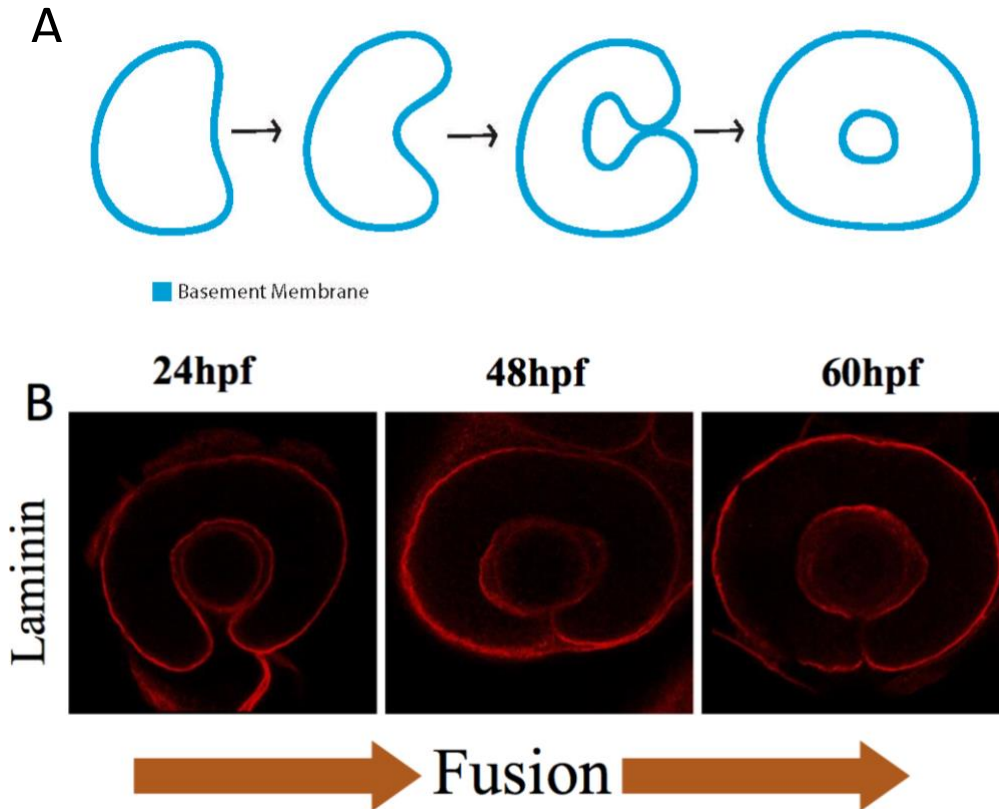 A
Basement Membrane
24hpf 48hpf 60hpf
B
Laminin
Fusion